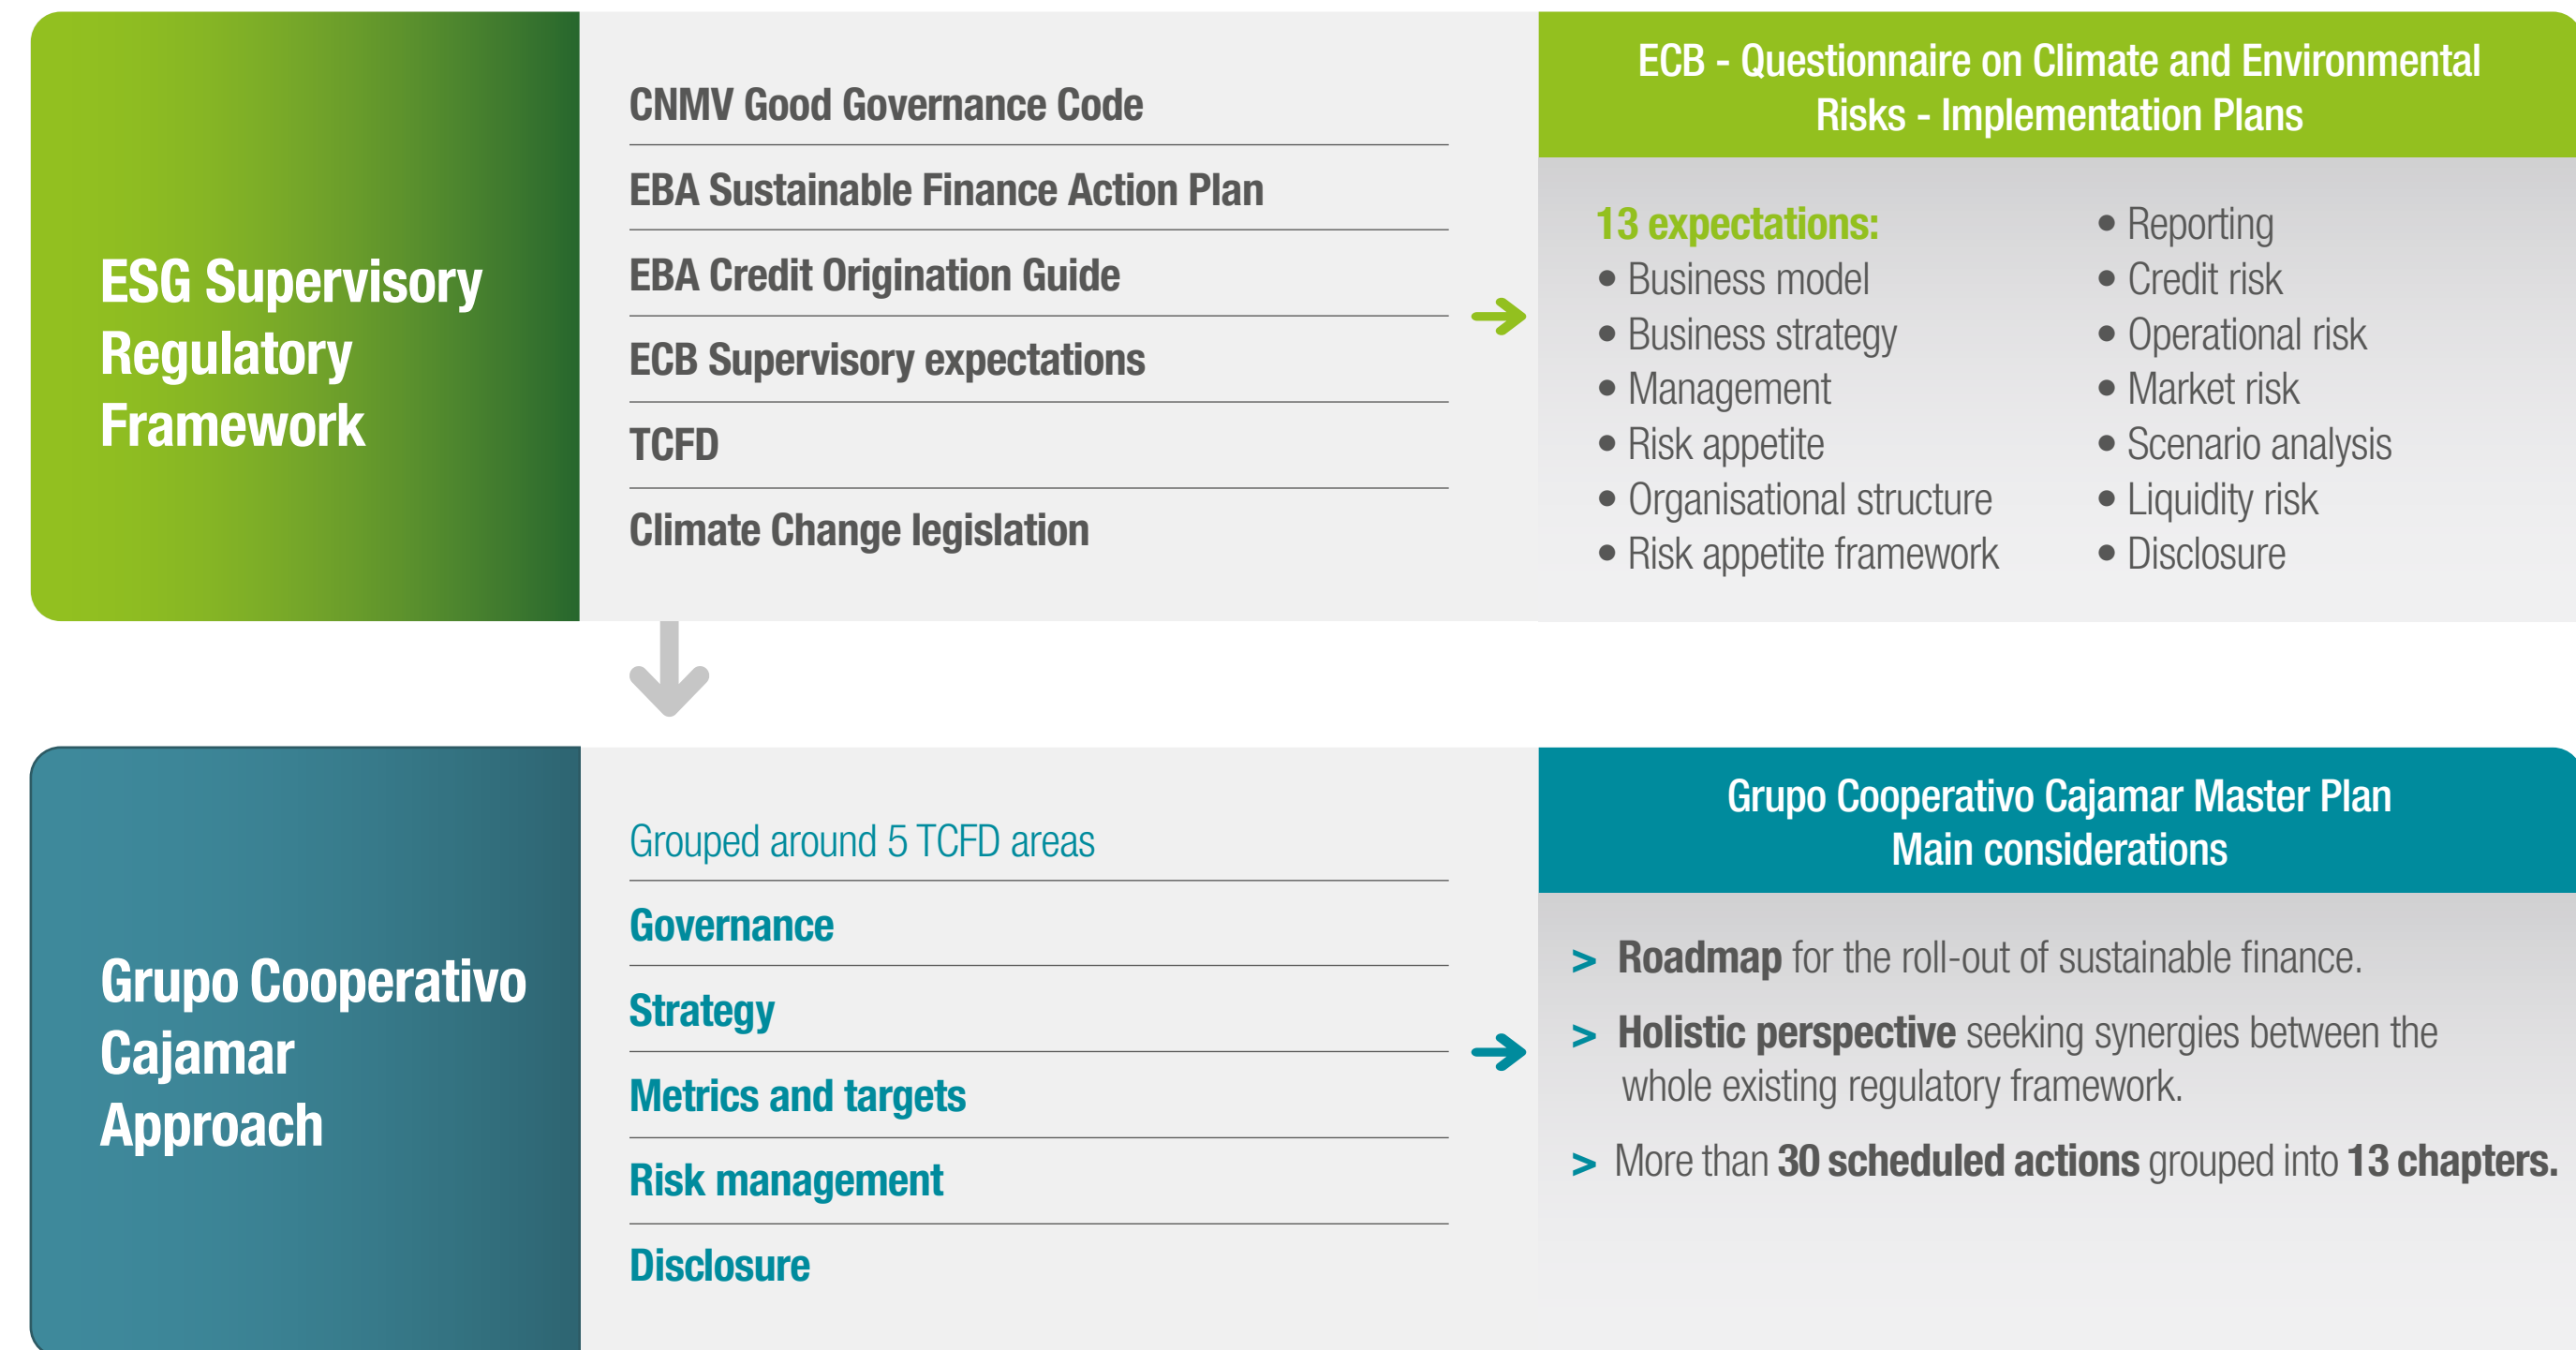 ESG Supervisory
Regulatory
Framework
CNMV Good Governance Code
EBA Sustainable Finance Action Plan
EBA Credit Origination Guide
ECB Supervisory expectations
TCFD
Climate Change legislation
ECB - Questionnaire on Climate and Environmental
Risks - Implementation Plans
13 expectations:
• Business model
• Business strategy
• Management
• Risk appetite
• Organisational structure
• Risk appetite framework
• Reporting
• Credit risk
• Operational risk
• Market risk
• Scenario analysis
• Liquidity risk
• Disclosure
Grupo Cooperativo
Cajamar
Approach
Grouped around 5 TCFD areas
Governance
Strategy
Metrics and targets
Risk management
Disclosure
Grupo Cooperativo Cajamar Master Plan
Main considerations
> Roadmap for the roll-out of sustainable finance.
> Holistic perspective seeking synergies between the
whole existing regulatory framework.
> More than 30 scheduled actions grouped into 13 chapters.